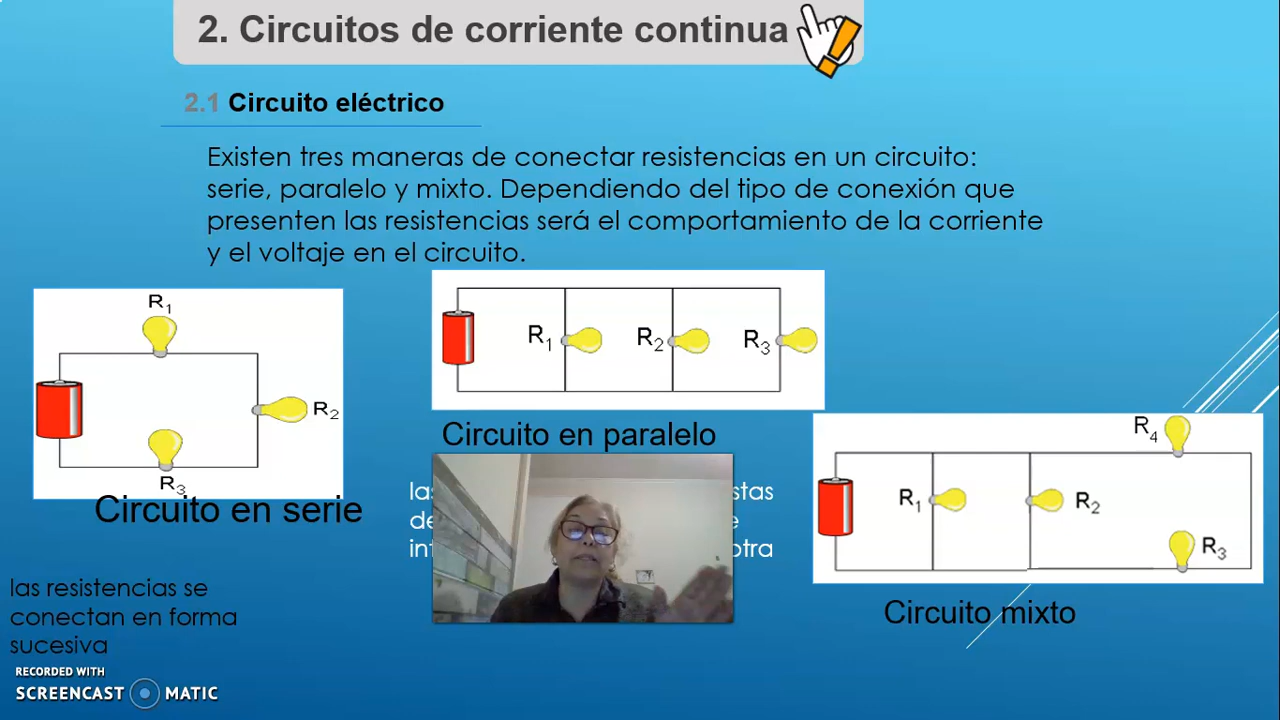 2. Circuitos de corriente continua
2.1 Circuito eléctrico
Existen tres maneras de conectar resistencias en un circuito:
serie, paralelo y mixto. Dependiendo del tipo de conexión que
presenten las resistencias será el comportamiento de la corriente
y el voltaje en el circuito.
R1
R2
R3
Circuito en serie
las resistencias se
conectan en forma
sucesiva
R1 R2 R3
Circuito en paralelo
otra
R4
R1 R2
R3
Circuito mixto
RECORDED WITH
SCREENCAST MATIC